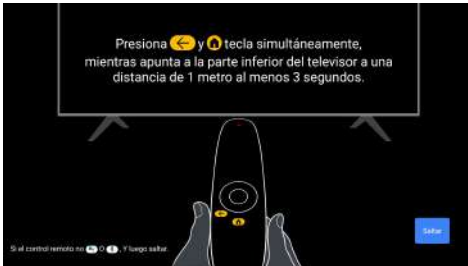 Presiona y tecla simultáneamente,
mientras apunta a la parte inferior del televisor a una
distancia de 1 metro al menos 3 segundos.
Saltar
Si el control remoto no O , Y luego saltar.